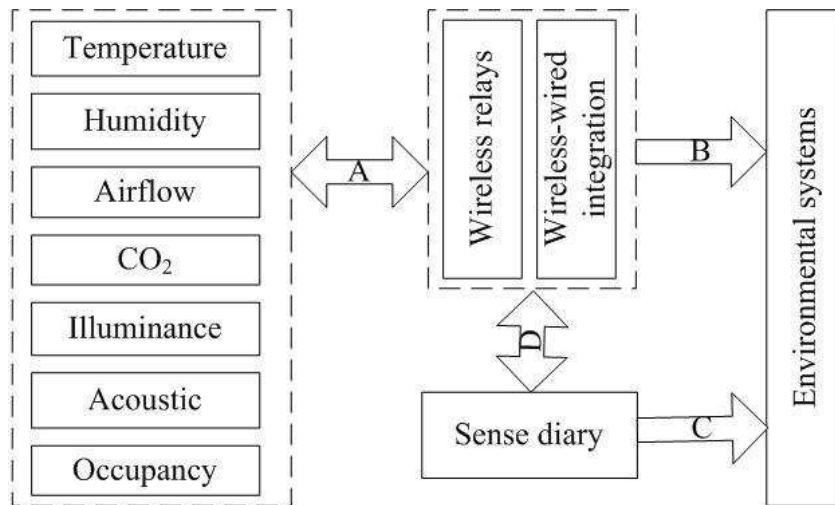 Temperature
Humidity
Airflow
CO₂
Illuminance
Acoustic
Occupancy
A
Wireless relays
Wireless-wired
integration
B
D
Sense diary
C
Environmental systems